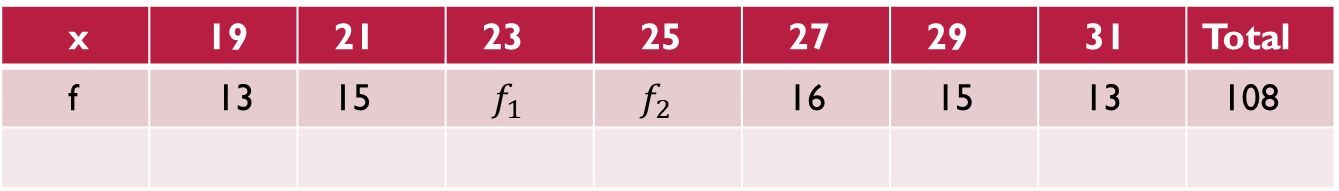 x 19 21 23 25 27 29 31 Total
f 13 15 f₁ f₂ 16 15 13 108